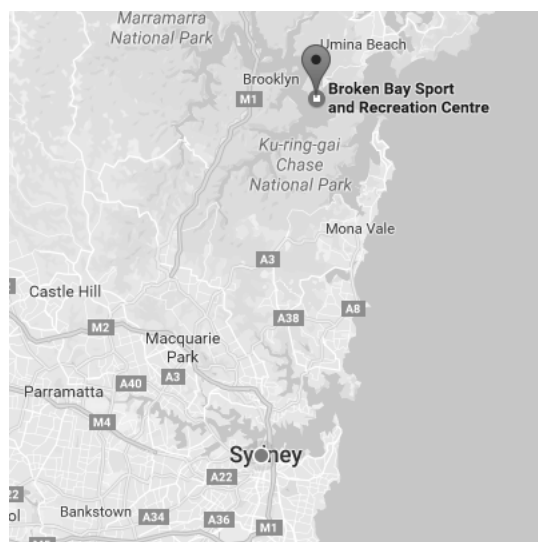 Marramarra
National Park
Umina Beach
Brooklyn
Broken Bay Sport
and Recreation Centre
M1
Ku-ring-gai
Chase
National Park
Mona Vale
A3
Castle Hill
A8
A38
M2
Macquarie
Park
A3
A40
Parramatta
M4
Sydney
A22
Bankstown
A34
A36
M1